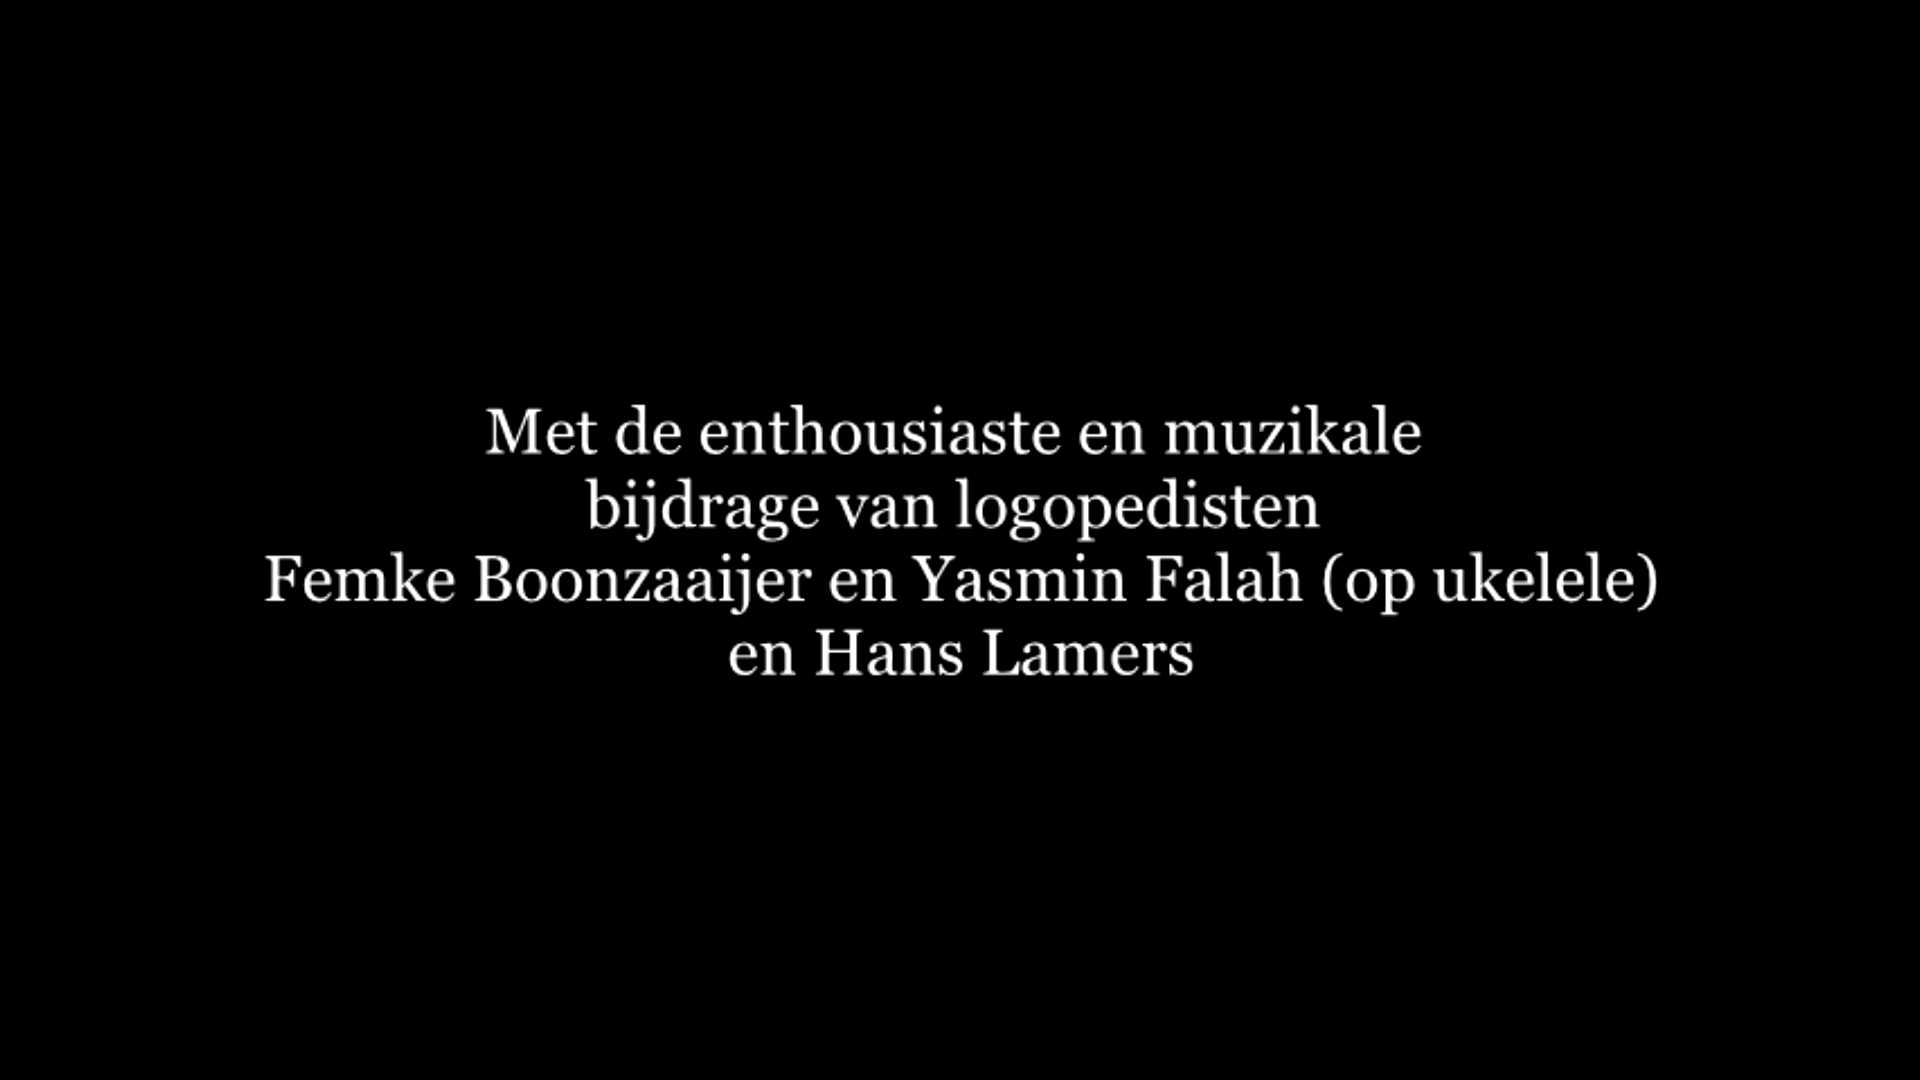 Met de enthousiaste en muzikale
bijdrage van logopedisten
Femke Boonzaaijer en Yasmin Falah (op ukelele)
en Hans Lamers